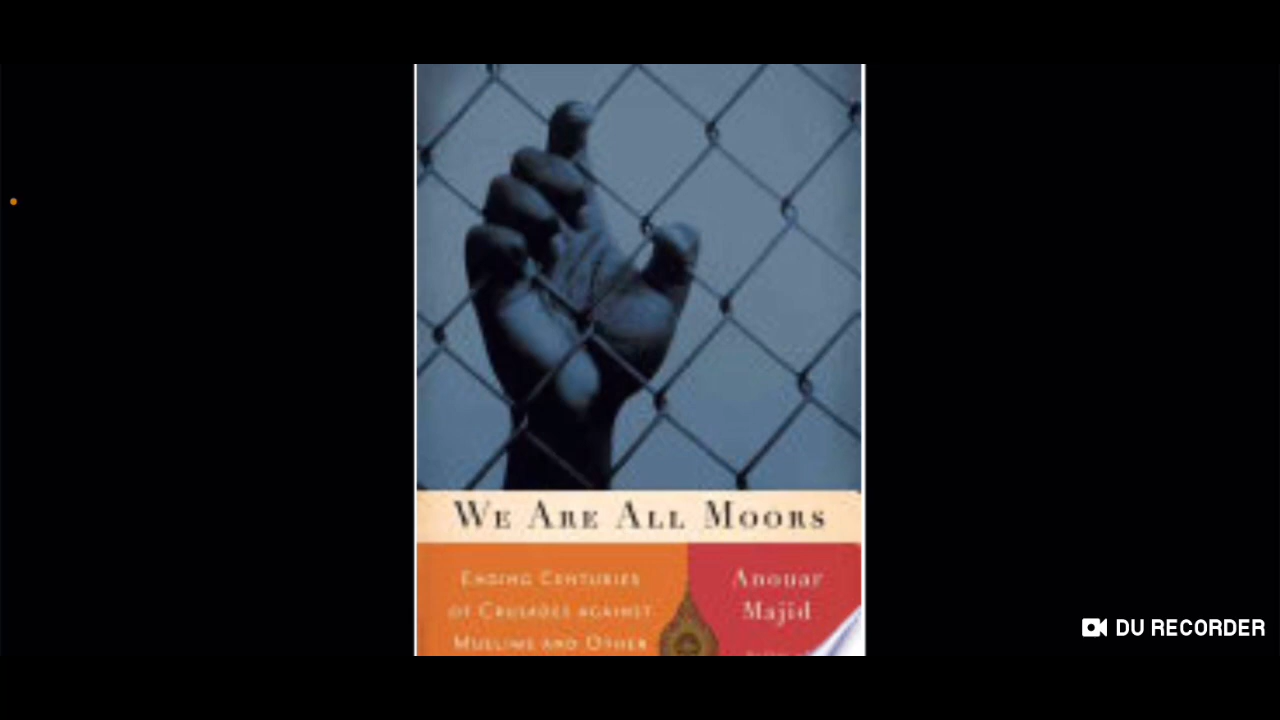 We Are All Moors
Ending Centuries
of Crusades against
Muslims and Other
Anouar
Majid
DU RECORDER